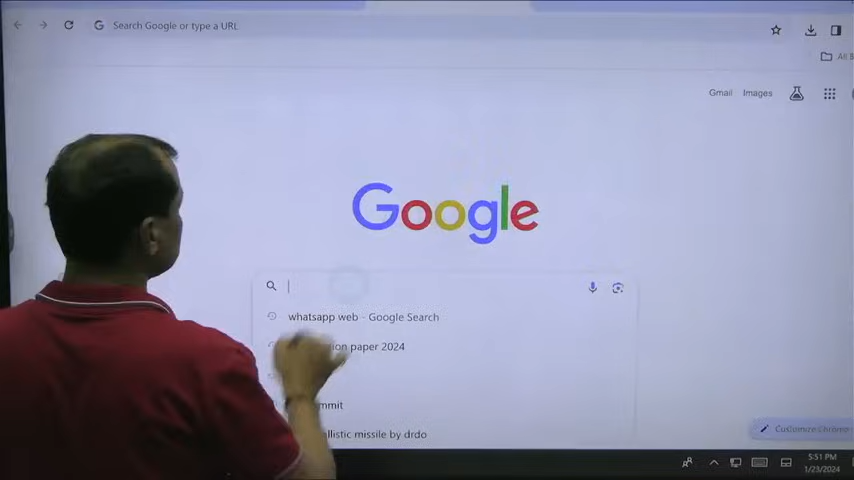 Search Google or type a URL
All B
Gmail Images
Google
whatsapp web - Google Search
ion paper 2024
mmit
allistic missile by drdo
Customize Chrome
5:51 PM
1/23/2024